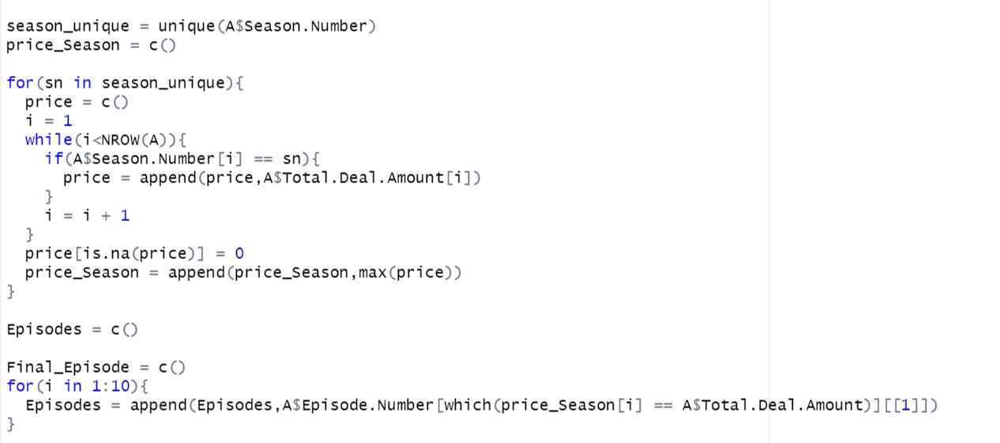 season_unique = unique(A$Season.Number)
price_Season = c()
for(sn in season_unique){
  price = c()
  i = 1
  while(i<NROW(A)){
    if(A$Season.Number[i] == sn){
      price = append(price,A$Total.Deal.Amount[i])
    }
    i = i + 1
  }
  price[is.na(price)] = 0
  price_Season = append(price_Season,max(price))
}
Episodes = c()
Final_Episode = c()
for(i in 1:10){
  Episodes = append(Episodes,A$Episode.Number[which(price_Season[i] == A$Total.Deal.Amount)][[1]])
}